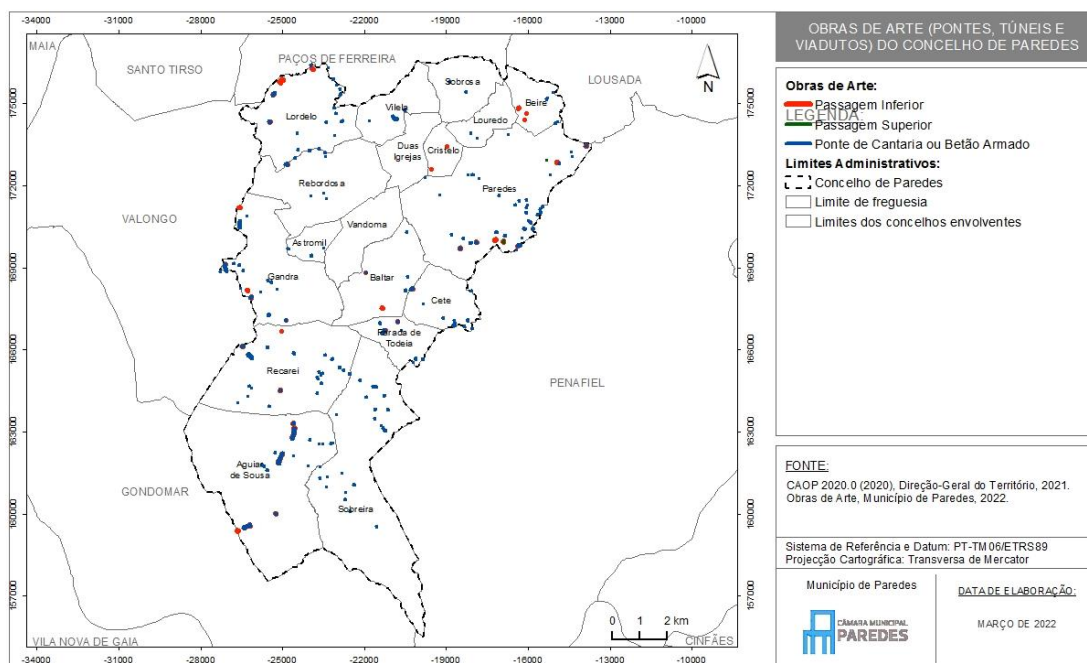 -34000 -31000 -28000 -25000 -22000 -19000 -16000 -13000 -10000
OBRAS DE ARTE (PONTES, TÚNEIS E
VIADUTOS) DO CONCELHO DE PAREDES
MAIA
SANTO TIRSO
PAÇOS DE FERREIRA
LOUSADA
N
175000
175000
Sobrosa
Beire
Vilela
Lordelo
Louredo
Duas
Igrejas
Cristelo
172000
172000
Rebordosa
Paredes
VALONGO
Vandoma
Astromil
169000
169000
Gandra
Baltar
Cete
Parada de
Todeia
166000
166000
Recarei
PENAFIEL
163000
163000
Aguiar
de Sousa
GONDOMAR
Sobreira
160000
160000
157000
157000
0 1 2 km
VILA NOVA DE GAIA
CINFÃES
-34000 -31000 -28000 -25000 -22000 -19000 -16000 -13000 -10000
Obras de Arte:
Passagem Inferior
LEGENDA:
Passagem Superior
Ponte de Cantaria ou Betão Armado
Limites Administrativos:
Concelho de Paredes
Limite de freguesia
Limites dos concelhos envolventes
FONTE:
CAOP 2020.0 (2020), Direção-Geral do Território, 2021.
Obras de Arte, Município de Paredes, 2022.
Sistema de Referência e Datum: PT-TM06/ETRS89
Projecção Cartográfica: Transversa de Mercator
Município de Paredes
CÂMARA MUNICIPAL
PAREDES
DATA DE ELABORAÇÃO:
MARÇO DE 2022